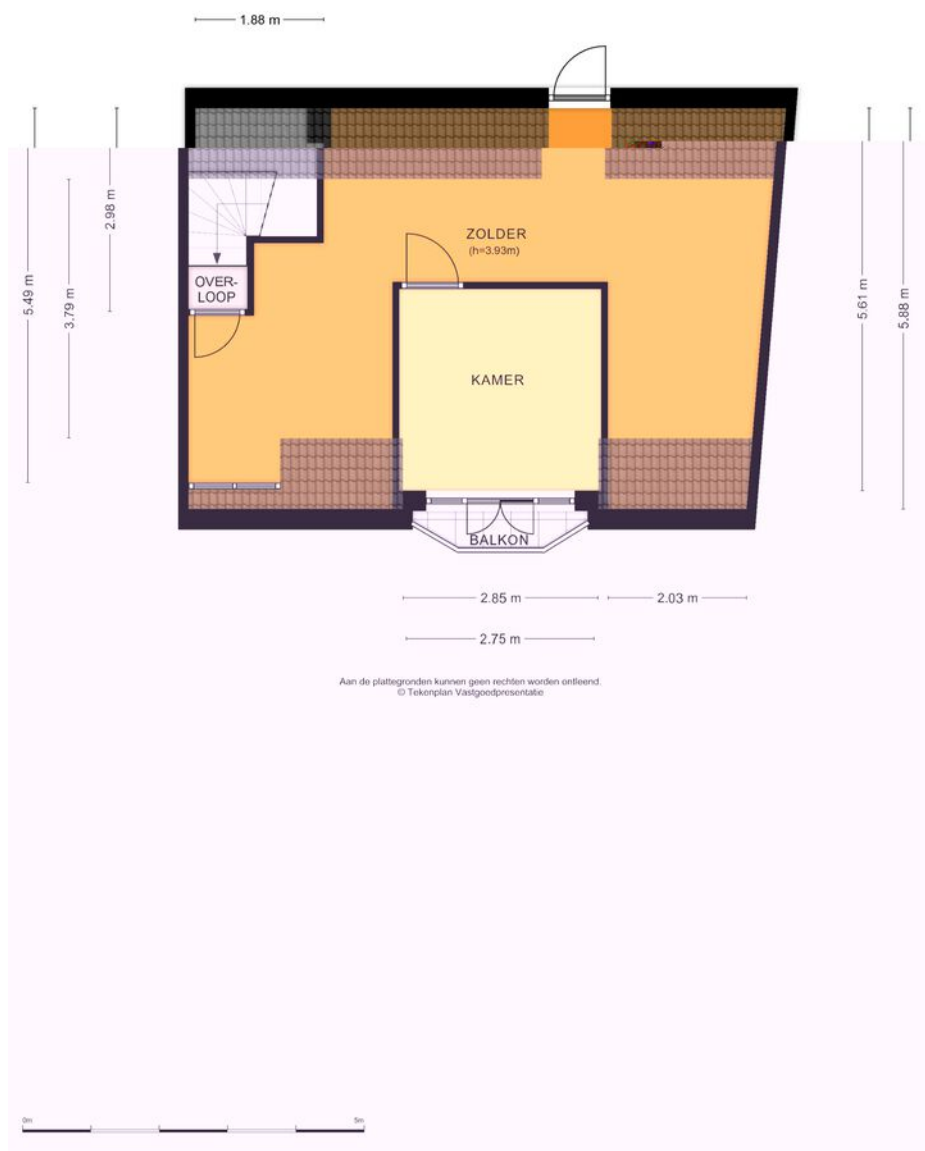 1.88 m
2.98 m
3.79 m
5.49 m
ZOLDER
(h=3.93m)
OVER-
LOOP
5.61 m
5.88 m
KAMER
BALKON
2.85 m
2.03 m
2.75 m
Aan de plattegronden kunnen geen rechten worden ontleend.
© Tekenplan Vastgoedpresentatie
0m
5m